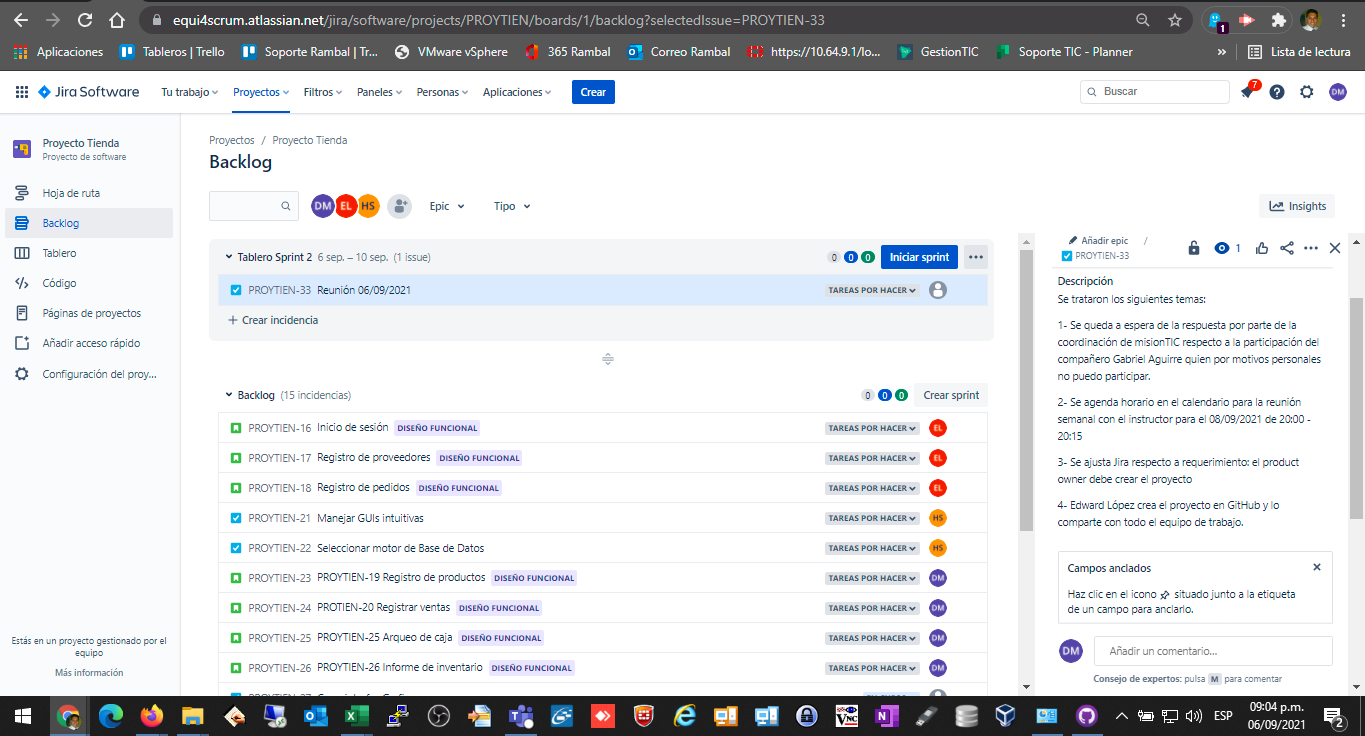 equi4scrum.atlassian.net/jira/software/projects/PROYTIEN/boards/1/backlog?selectedIssue=PROYTIEN-33
1
Aplicaciones
Tableros | Trello
Soporte Rambal | Tr...
VMware vSphere
365 Rambal
Correo Rambal
https://10.64.9.1/lo...
GestionTIC
Soporte TIC - Planner
»
Lista de lectura
Jira Software
Tu trabajo
Proyectos
Filtros
Paneles
Personas
Aplicaciones
Crear
Buscar
7
DM
Proyecto Tienda
Proyecto de software
Hoja de ruta
Backlog
Tablero
Código
Páginas de proyectos
Añadir acceso rápido
Configuración del proy...
Estás en un proyecto gestionado por el
equipo
Más información
Proyectos / Proyecto Tienda
Backlog
DM EL HS
Epic
Tipo
Insights
Tablero Sprint 2 6 sep. – 10 sep. (1 issue)
0 0 0
Iniciar sprint
PROYTIEN-33 Reunión 06/09/2021 TAREAS POR HACER
+ Crear incidencia
Backlog (15 incidencias)
0 0 0
Crear sprint
PROYTIEN-16 Inicio de sesión DISEÑO FUNCIONAL TAREAS POR HACER EL
PROYTIEN-17 Registro de proveedores DISEÑO FUNCIONAL TAREAS POR HACER EL
PROYTIEN-18 Registro de pedidos DISEÑO FUNCIONAL TAREAS POR HACER EL
PROYTIEN-21 Manejar GUIs intuitivas TAREAS POR HACER HS
PROYTIEN-22 Seleccionar motor de Base de Datos TAREAS POR HACER HS
PROYTIEN-23 PROYTIEN-19 Registro de productos DISEÑO FUNCIONAL TAREAS POR HACER DM
PROYTIEN-24 PROTIEN-20 Registrar ventas DISEÑO FUNCIONAL TAREAS POR HACER DM
PROYTIEN-25 PROYTIEN-25 Arqueo de caja DISEÑO FUNCIONAL TAREAS POR HACER DM
PROYTIEN-26 PROYTIEN-26 Informe de inventario DISEÑO FUNCIONAL TAREAS POR HACER DM
Añadir epic /
PROYTIEN-33
1
Descripción
Se trataron los siguientes temas:
1- Se queda a espera de la respuesta por parte de la
coordinación de misionTIC respecto a la participación del
compañero Gabriel Aguirre quien por motivos personales
no puedo participar.
2- Se agenda horario en el calendario para la reunión
semanal con el instructor para el 08/09/2021 de 20:00 -
20:15
3- Se ajusta Jira respecto a requerimiento: el product
owner debe crear el proyecto
4- Edward López crea el proyecto en GitHub y lo
comparte con todo el equipo de trabajo.
Campos anclados
Haz clic en el icono situado junto a la etiqueta
de un campo para anclarlo.
DM
Añadir un comentario...
Consejo de expertos: pulsa M para comentar
ESP
09:04 p.m.
06/09/2021
2